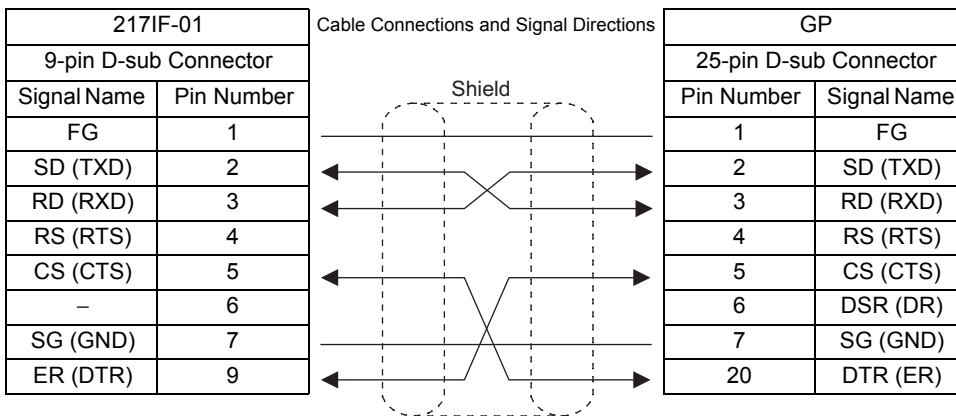 217IF-01 Cable Connections and Signal Directions GP
9-pin D-sub Connector 25-pin D-sub Connector
Signal Name Pin Number Shield Pin Number Signal Name
FG 1 1 FG
SD (TXD) 2 2 SD (TXD)
RD (RXD) 3 3 RD (RXD)
RS (RTS) 4 4 RS (RTS)
CS (CTS) 5 5 CS (CTS)
– 6 6 DSR (DR)
SG (GND) 7 7 SG (GND)
ER (DTR) 9 20 DTR (ER)